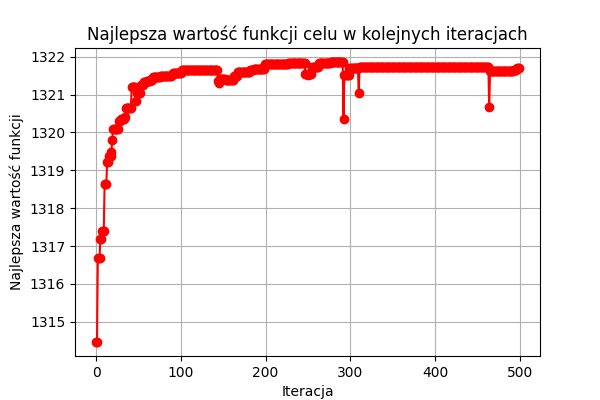 Najlepsza wartość funkcji celu w kolejnych iteracjach
1322
1321
1320
1319
1318
1317
1316
1315
Najlepsza wartość funkcji
0 100 200 300 400 500
Iteracja